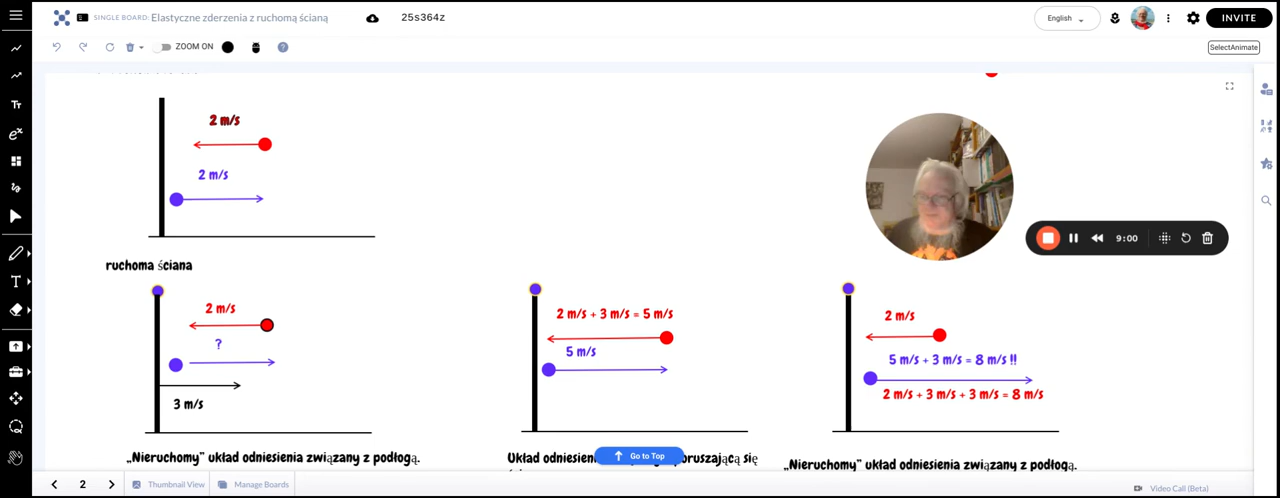 SINGLE BOARD: Elastyczne zderzenia z ruchomą ścianą
25s364z
English
INVITE
ZOOM ON
SelectAnimate
2 m/s
2 m/s
9:00
ruchoma ściana
2 m/s
?
3 m/s
„Nieruchomy” układ odniesienia związany z podłogą.
2 m/s + 3 m/s = 5 m/s
5 m/s
Układ odniesien
oruszającą się
2 m/s
5 m/s + 3 m/s = 8 m/s !!
2 m/s + 3 m/s + 3 m/s = 8 m/s
„Nieruchomy” układ odniesienia związany z podłogą.
Go to Top
2
Thumbnail View
Manage Boards
Video Call (Beta)